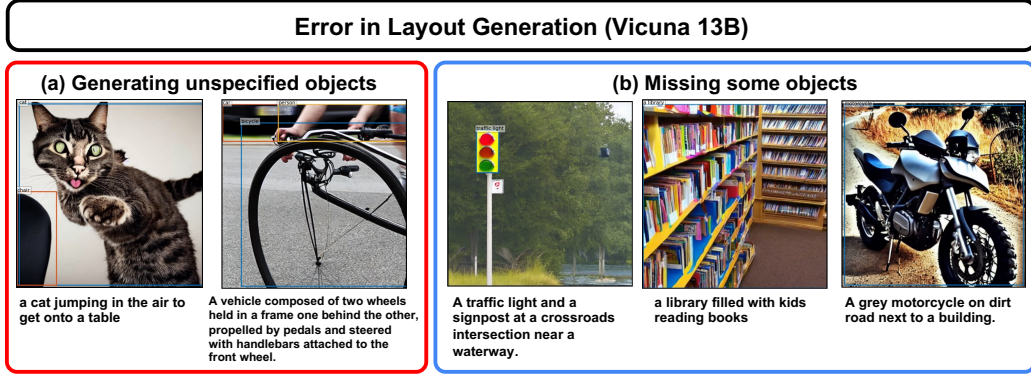 Error in Layout Generation (Vicuna 13B)
(a) Generating unspecified objects
cat
chair
a cat jumping in the air to
get onto a table
car
person
bicycle
A vehicle composed of two wheels
held in a frame one behind the other,
propelled by pedals and steered
with handlebars attached to the
front wheel.
(b) Missing some objects
traffic light
A traffic light and a
signpost at a crossroads
intersection near a
waterway.
a library
a library filled with kids
reading books
A grey motorcycle on dirt
road next to a building.